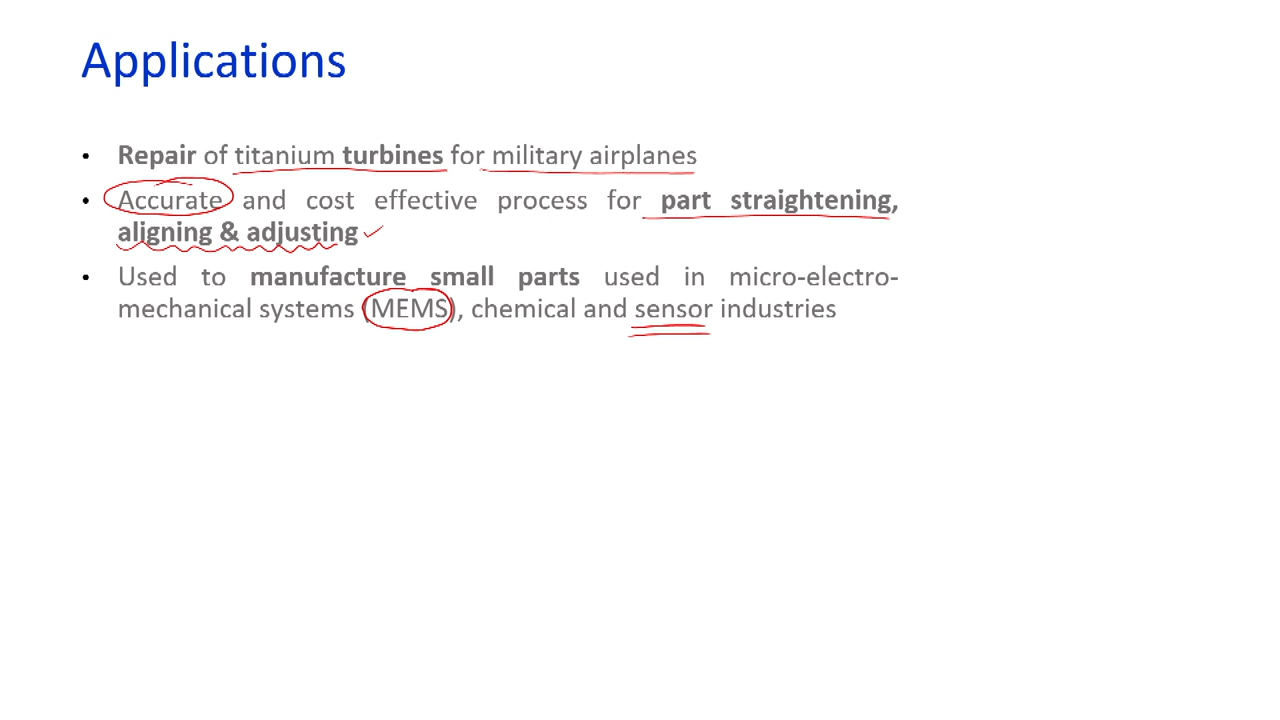 Applications
• Repair of titanium turbines for military airplanes
• Accurate and cost effective process for part straightening,
aligning & adjusting
• Used to manufacture small parts used in micro-electro-
mechanical systems (MEMS), chemical and sensor industries